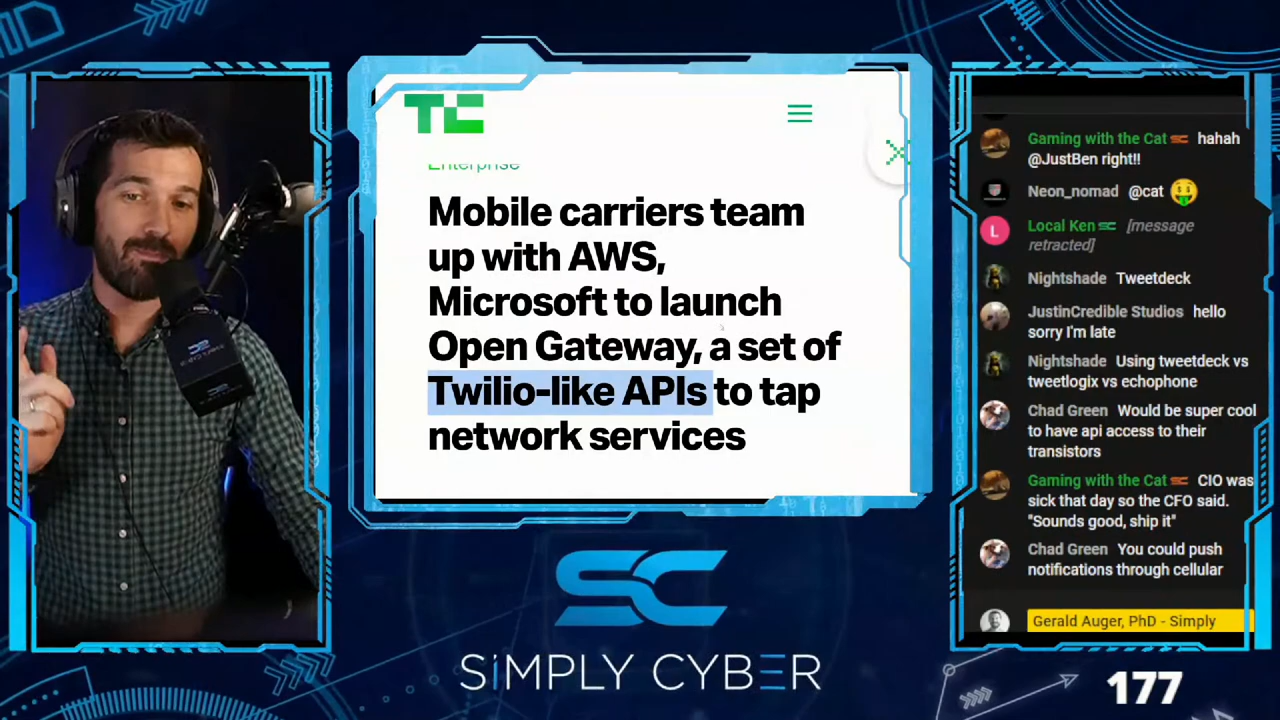 TC
Enterprise
Mobile carriers team
up with AWS,
Microsoft to launch
Open Gateway, a set of
Twilio-like APIs to tap
network services
SC
SIMPLY CYBER
Gaming with the Cat hahah
@JustBen right!!
Neon_nomad @cat
L Local Ken [message
retracted]
Nightshade Tweetdeck
JustinCredible Studios hello
sorry I'm late
Nightshade Using tweetdeck vs
tweetlogix vs echophone
Chad Green Would be super cool
to have api access to their
transistors
Gaming with the Cat CIO was
sick that day so the CFO said.
"Sounds good, ship it"
Chad Green You could push
notifications through cellular
Gerald Auger, PhD - Simply
177